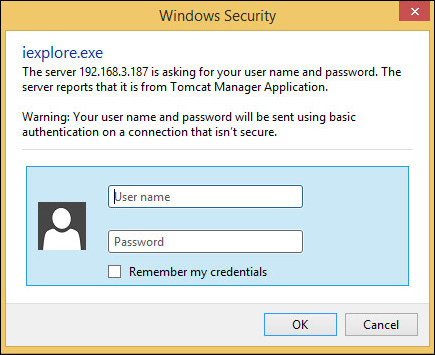 Windows Security
iexplore.exe
The server 192.168.3.187 is asking for your user name and password. The
server reports that it is from Tomcat Manager Application.
Warning: Your user name and password will be sent using basic
authentication on a connection that isn't secure.
User name
Password
Remember my credentials
OK
Cancel